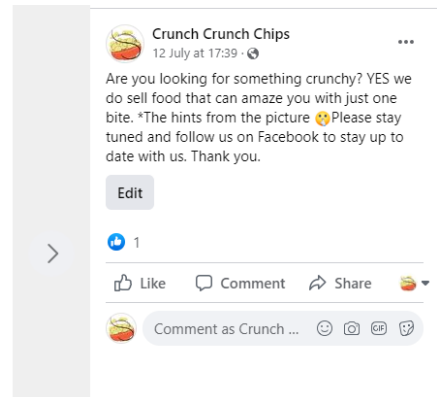 Crunch Crunch Chips
12 July at 17:39 ·
Are you looking for something crunchy? YES we
do sell food that can amaze you with just one
bite. *The hints from the picture 🤫Please stay
tuned and follow us on Facebook to stay up to
date with us. Thank you.
Edit
1
Like Comment Share
Comment as Crunch ... GIF